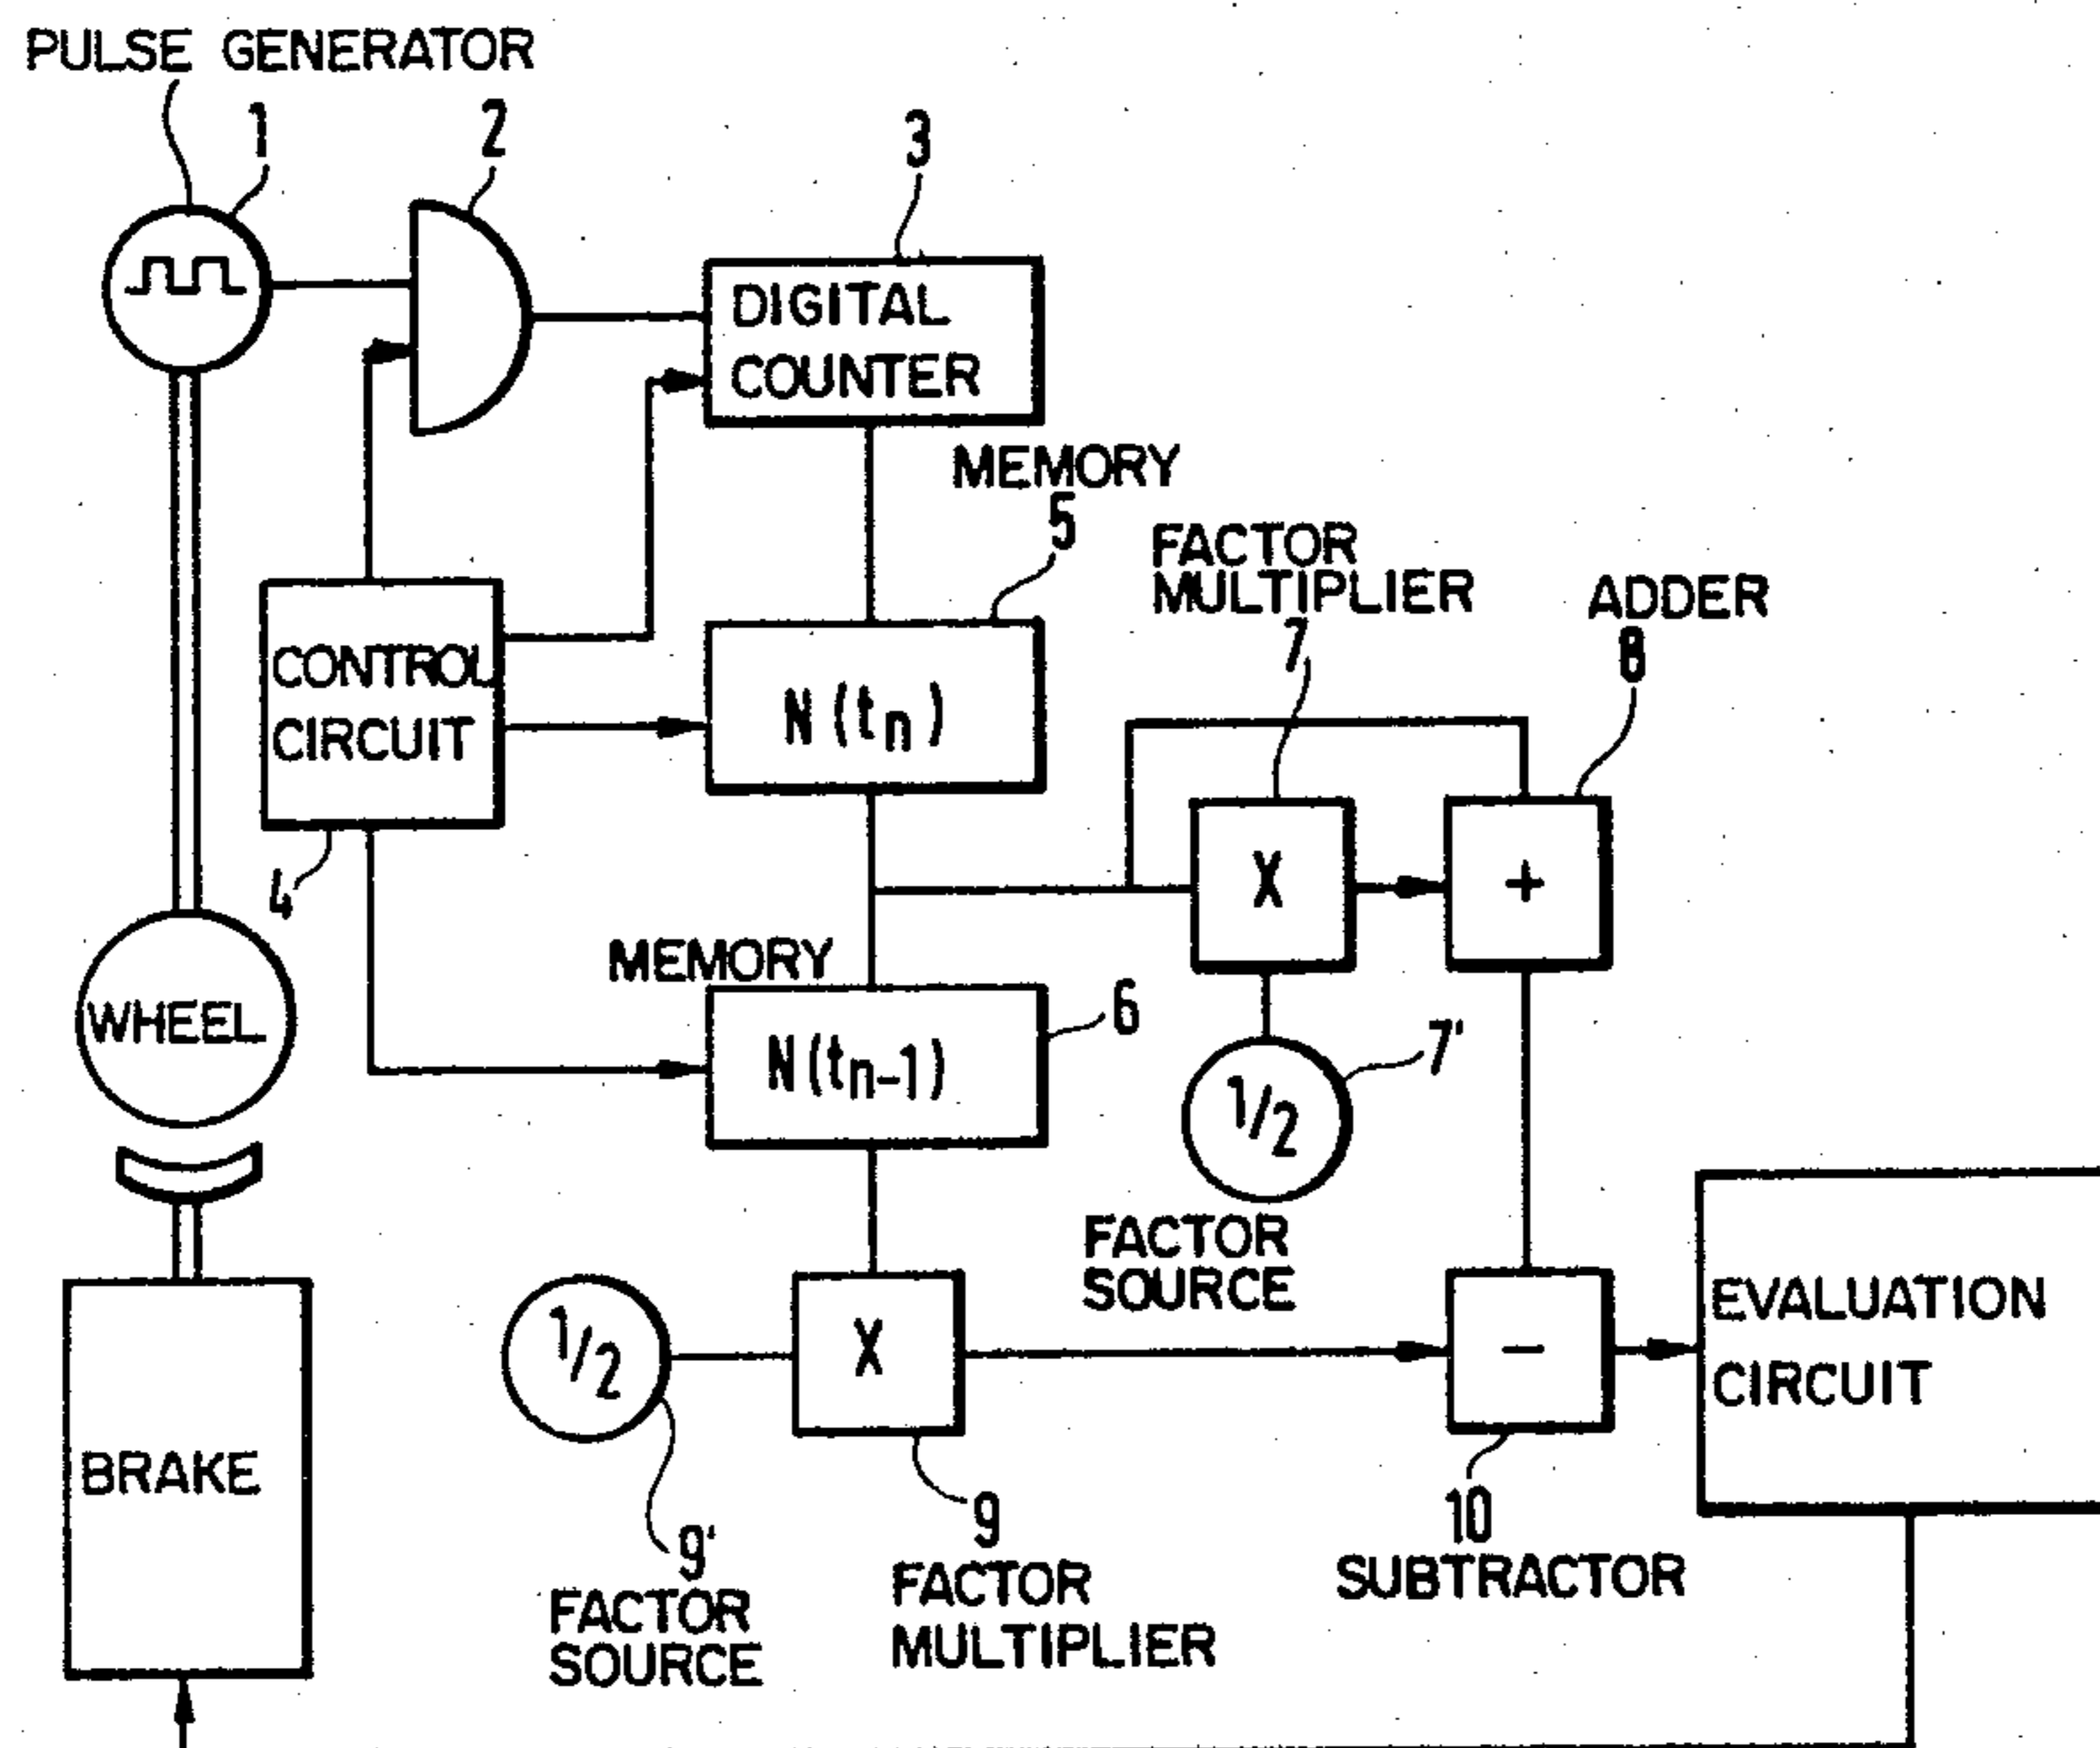 PULSE GENERATOR
1
2
3
DIGITAL
COUNTER
MEMORY
5
FACTOR
MULTIPLIER
7
ADDER
8
CONTROL
CIRCUIT
4
N(tn)
X
+
MEMORY
6
N(tn-1)
WHEEL
7'
1/2
FACTOR
SOURCE
1/2
X
−
EVALUATION
CIRCUIT
BRAKE
9'
FACTOR
SOURCE
9
FACTOR
MULTIPLIER
10
SUBTRACTOR